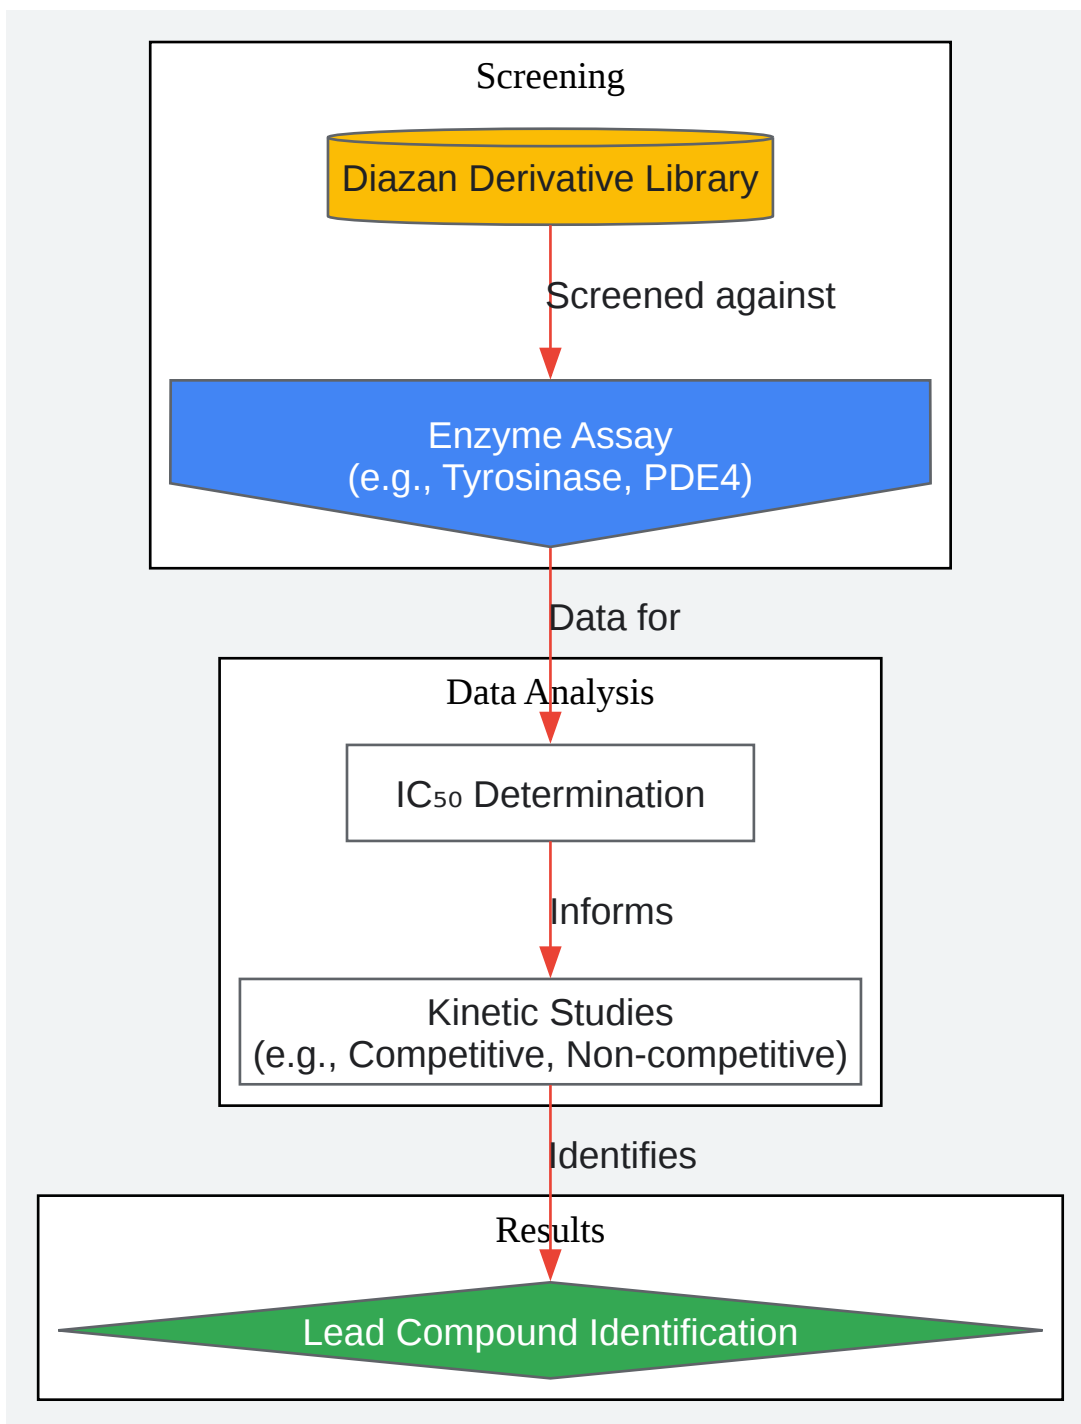 Screening
Diazan Derivative Library
Screened against
Enzyme Assay
(e.g., Tyrosinase, PDE4)
Data for
Data Analysis
IC₅₀ Determination
Informs
Kinetic Studies
(e.g., Competitive, Non-competitive)
Identifies
Results
Lead Compound Identification